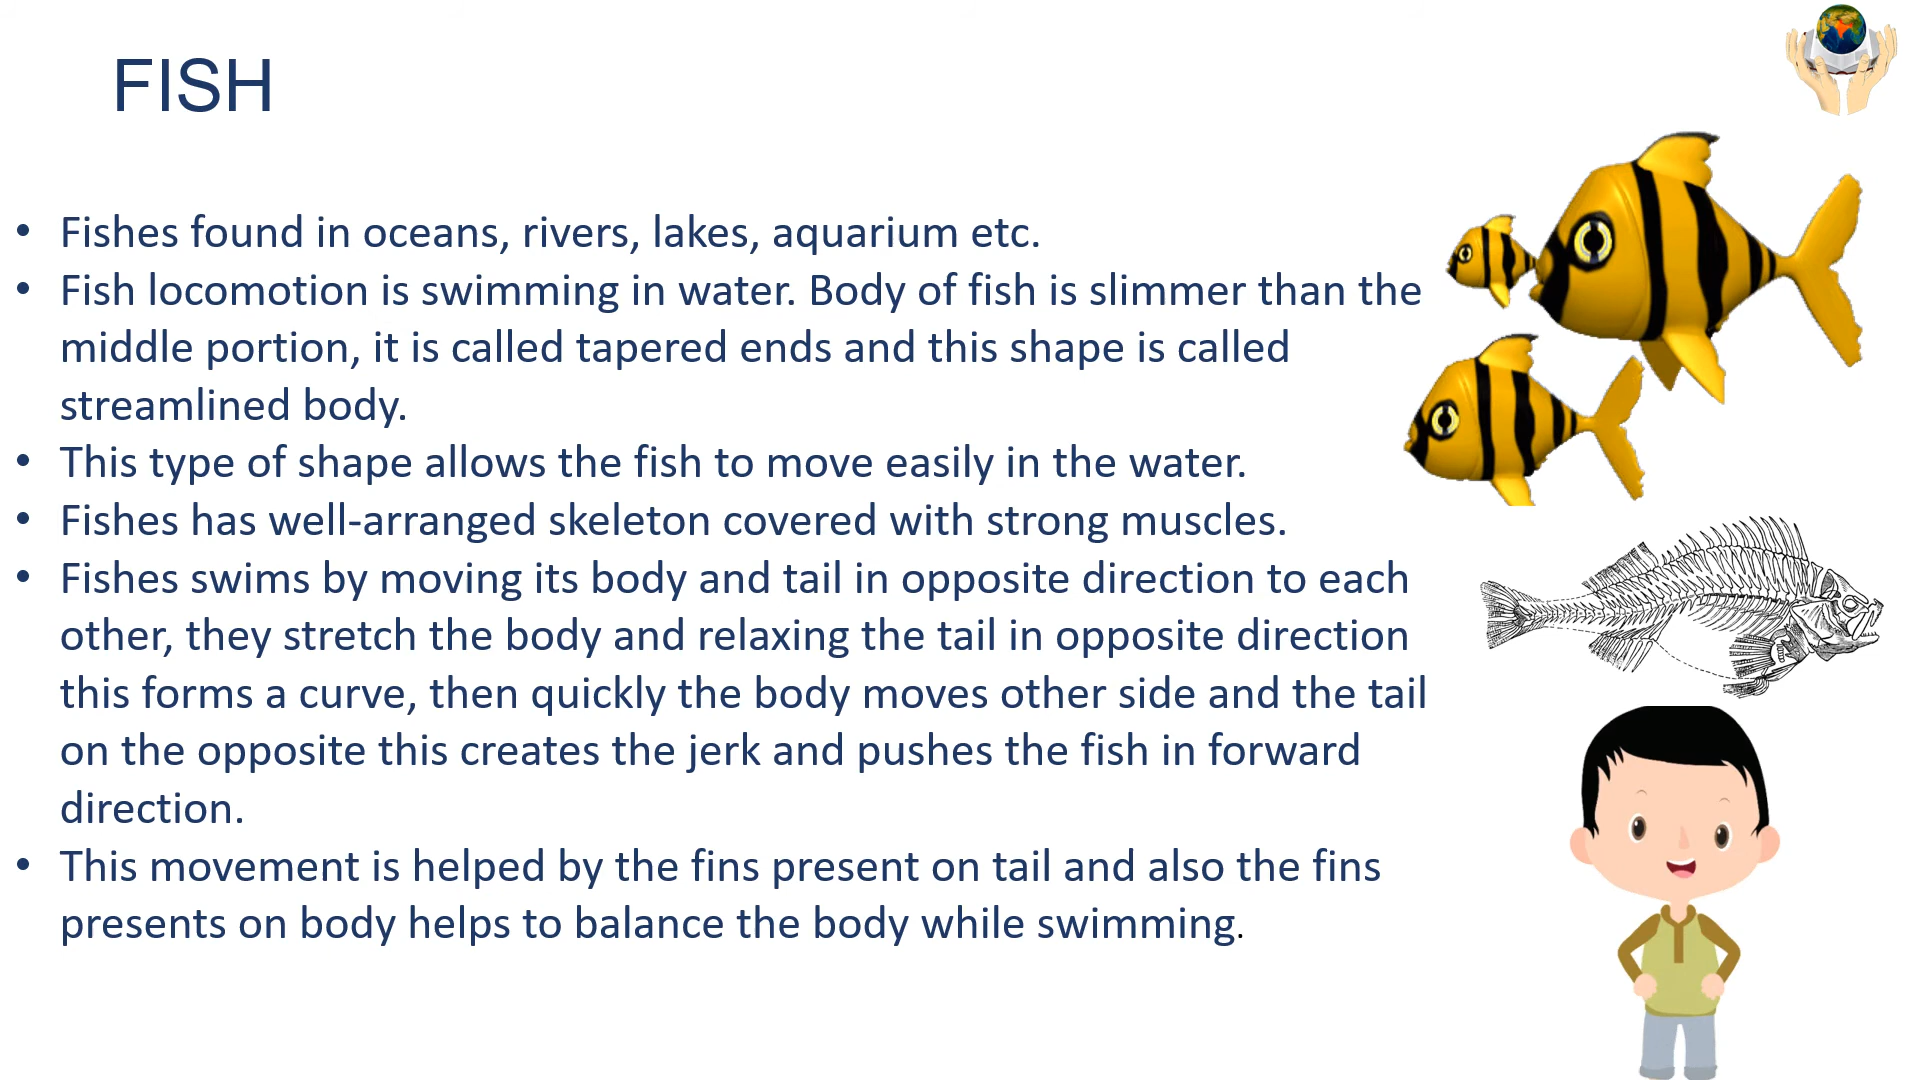 FISH
• Fishes found in oceans, rivers, lakes, aquarium etc.
• Fish locomotion is swimming in water. Body of fish is slimmer than the
middle portion, it is called tapered ends and this shape is called
streamlined body.
• This type of shape allows the fish to move easily in the water.
• Fishes has well-arranged skeleton covered with strong muscles.
• Fishes swims by moving its body and tail in opposite direction to each
other, they stretch the body and relaxing the tail in opposite direction
this forms a curve, then quickly the body moves other side and the tail
on the opposite this creates the jerk and pushes the fish in forward
direction.
• This movement is helped by the fins present on tail and also the fins
presents on body helps to balance the body while swimming.